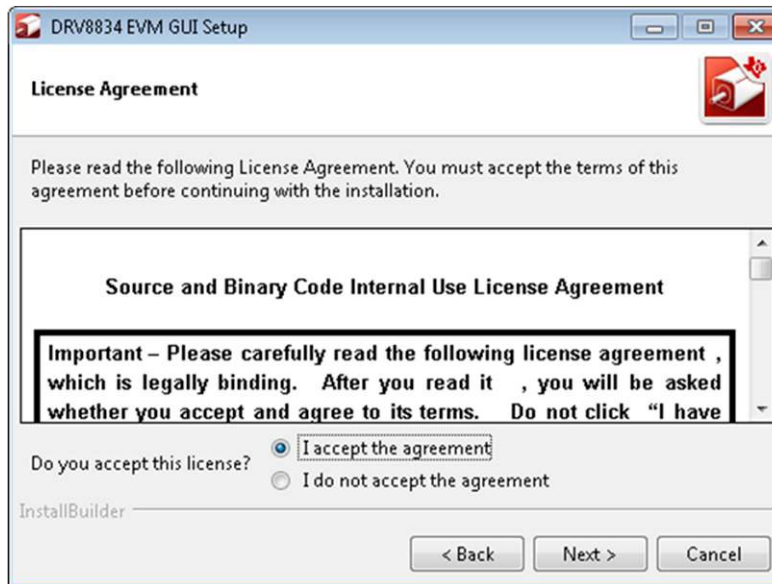 DRV8834 EVM GUI Setup
License Agreement
Please read the following License Agreement. You must accept the terms of this
agreement before continuing with the installation.
Source and Binary Code Internal Use License Agreement
Important – Please carefully read the following license agreement ,
which is legally binding. After you read it , you will be asked
whether you accept and agree to its terms. Do not click “I have
Do you accept this license?
I accept the agreement
I do not accept the agreement
InstallBuilder
< Back
Next >
Cancel